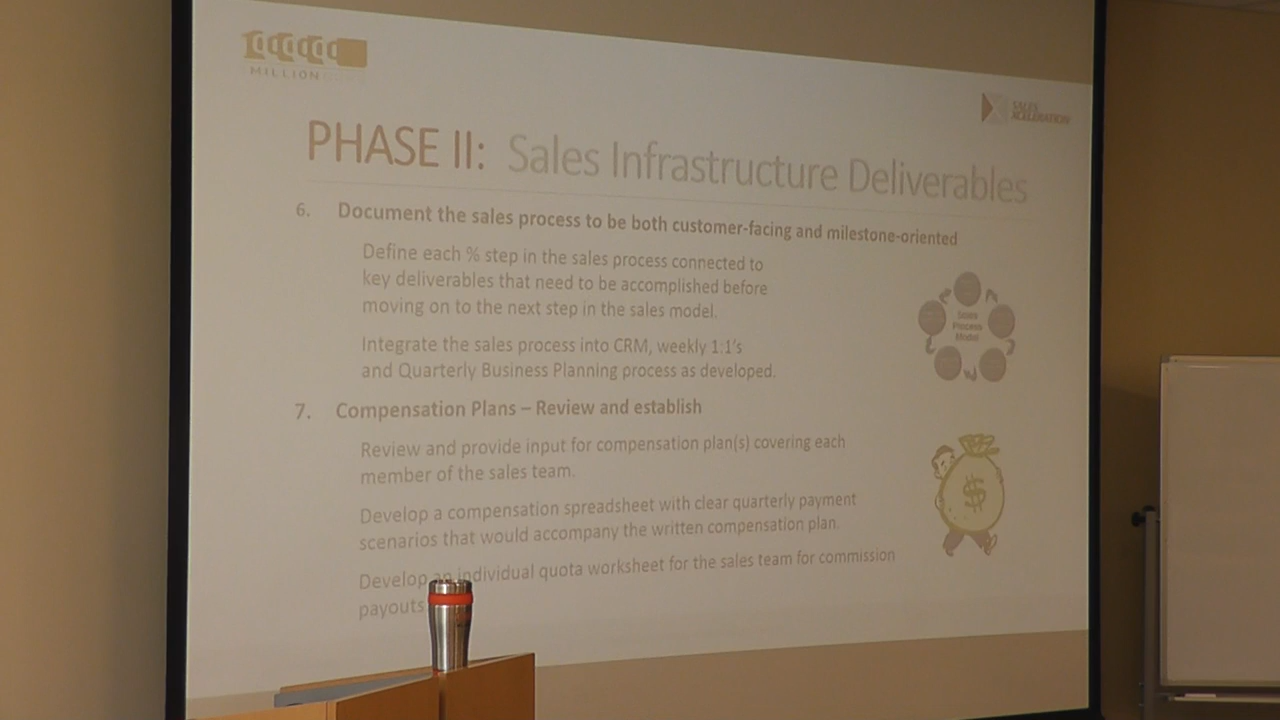 MILLION
SALES
XCELERATION
PHASE II: Sales Infrastructure Deliverables
6. Document the sales process to be both customer-facing and milestone-oriented
Define each % step in the sales process connected to
key deliverables that need to be accomplished before
moving on to the next step in the sales model.
Integrate the sales process into CRM, weekly 1:1's
and Quarterly Business Planning process as developed.
Sales
Process
Model
7. Compensation Plans – Review and establish
Review and provide input for compensation plan(s) covering each
member of the sales team.
Develop a compensation spreadsheet with clear quarterly payment
scenarios that would accompany the written compensation plan.
$
Develop an individual quota worksheet for the sales team for commission
payouts